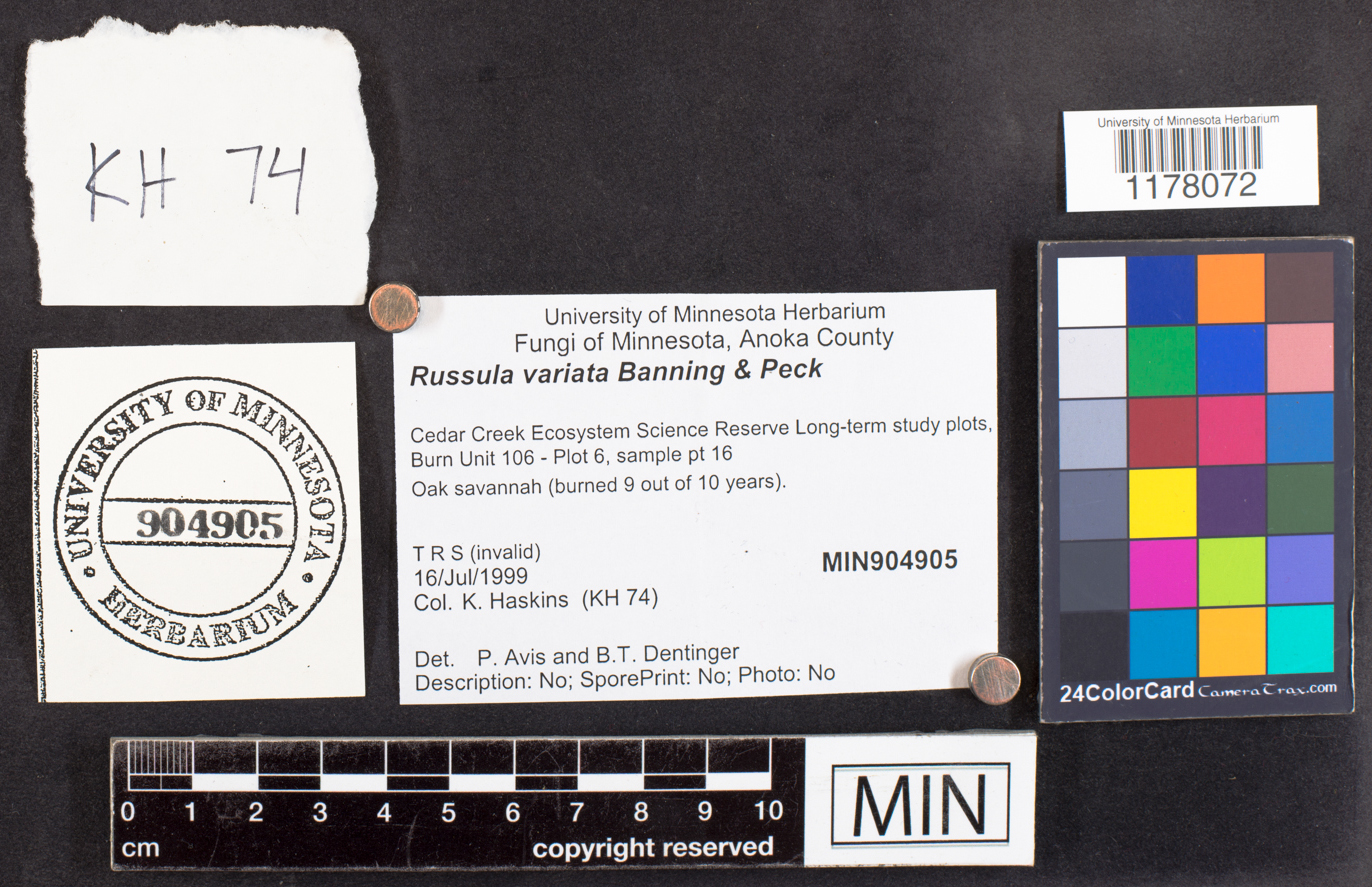 KH 74
University of Minnesota Herbarium
1178072
University of Minnesota Herbarium
Fungi of Minnesota, Anoka County
Russula variata Banning & Peck
Cedar Creek Ecosystem Science Reserve Long-term study plots,
Burn Unit 106 - Plot 6, sample pt 16
Oak savannah (burned 9 out of 10 years).
T R S (invalid)
16/Jul/1999
MIN904905
Col. K. Haskins (KH 74)
Det. P. Avis and B.T. Dentinger
Description: No; SporePrint: No; Photo: No
UNIVERSITY OF MINNESOTA
904905
HERBARIUM
24ColorCard CameraTrax.com
0 1 2 3 4 5 6 7 8 9 10
cm copyright reserved
MIN